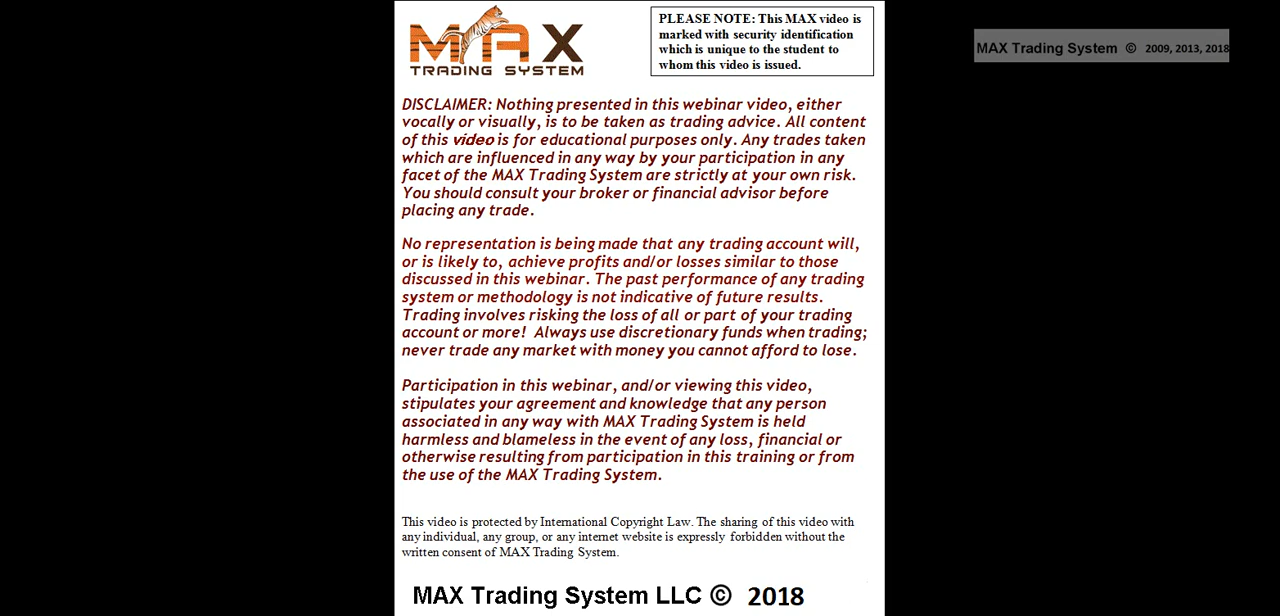 MAX
TRADING SYSTEM
PLEASE NOTE: This MAX video is
marked with security identification
which is unique to the student to
whom this video is issued.
MAX Trading System © 2009, 2013, 2018
DISCLAIMER: Nothing presented in this webinar video, either
vocally or visually, is to be taken as trading advice. All content
of this video is for educational purposes only. Any trades taken
which are influenced in any way by your participation in any
facet of the MAX Trading System are strictly at your own risk.
You should consult your broker or financial advisor before
placing any trade.
No representation is being made that any trading account will,
or is likely to, achieve profits and/or losses similar to those
discussed in this webinar. The past performance of any trading
system or methodology is not indicative of future results.
Trading involves risking the loss of all or part of your trading
account or more! Always use discretionary funds when trading;
never trade any market with money you cannot afford to lose.
Participation in this webinar, and/or viewing this video,
stipulates your agreement and knowledge that any person
associated in any way with MAX Trading System is held
harmless and blameless in the event of any loss, financial or
otherwise resulting from participation in this training or from
the use of the MAX Trading System.
This video is protected by International Copyright Law. The sharing of this video with
any individual, any group, or any internet website is expressly forbidden without the
written consent of MAX Trading System.
MAX Trading System LLC © 2018